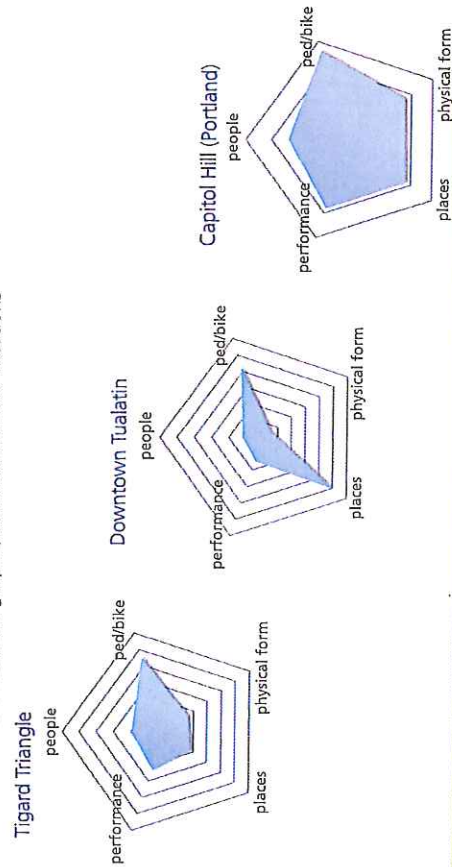 Tigard Triangle
people
ped/bike
physical form
places
performance
Downtown Tualatin
people
ped/bike
physical form
places
performance
Capitol Hill (Portland)
people
ped/bike
physical form
places
performance